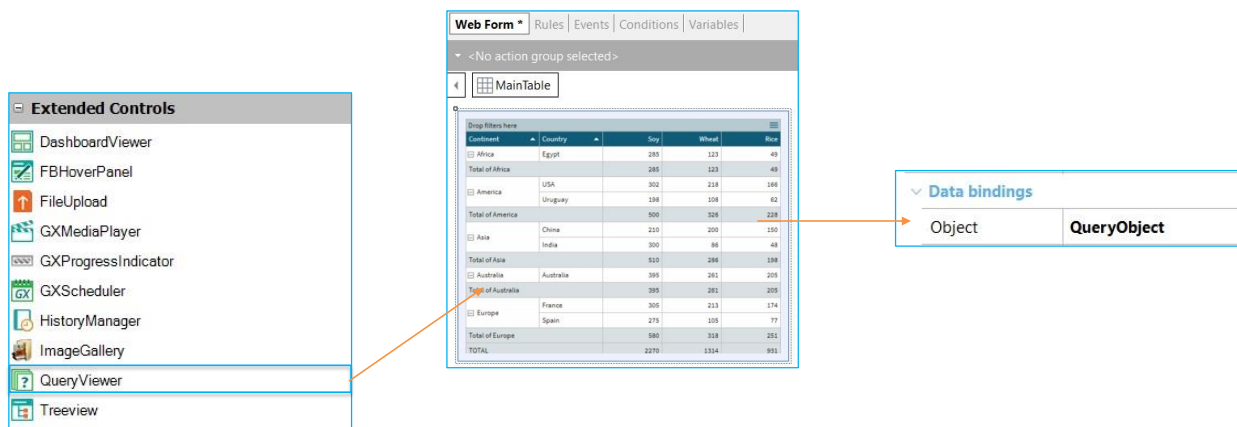 Extended Controls
DashboardViewer
FBHoverPanel
FileUpload
GXMediaPlayer
GXProgressIndicator
GX GXScheduler
HistoryManager
ImageGallery
? QueryViewer
Treeview
Web Form * Rules Events Conditions Variables
<No action group selected>
MainTable
Drop filters here
Continent Country Soy Wheat Rice
Africa Egypt 285 123 49
Total of Africa 285 123 49
America USA 302 218 166
Uruguay 198 108 62
Total of America 500 326 228
Asia China 210 200 150
India 300 86 48
Total of Asia 510 286 198
Australia Australia 395 261 205
Total of Australia 395 261 205
Europe France 305 213 174
Spain 275 105 77
Total of Europe 580 318 251
TOTAL 2270 1314 931
Data bindings
Object QueryObject